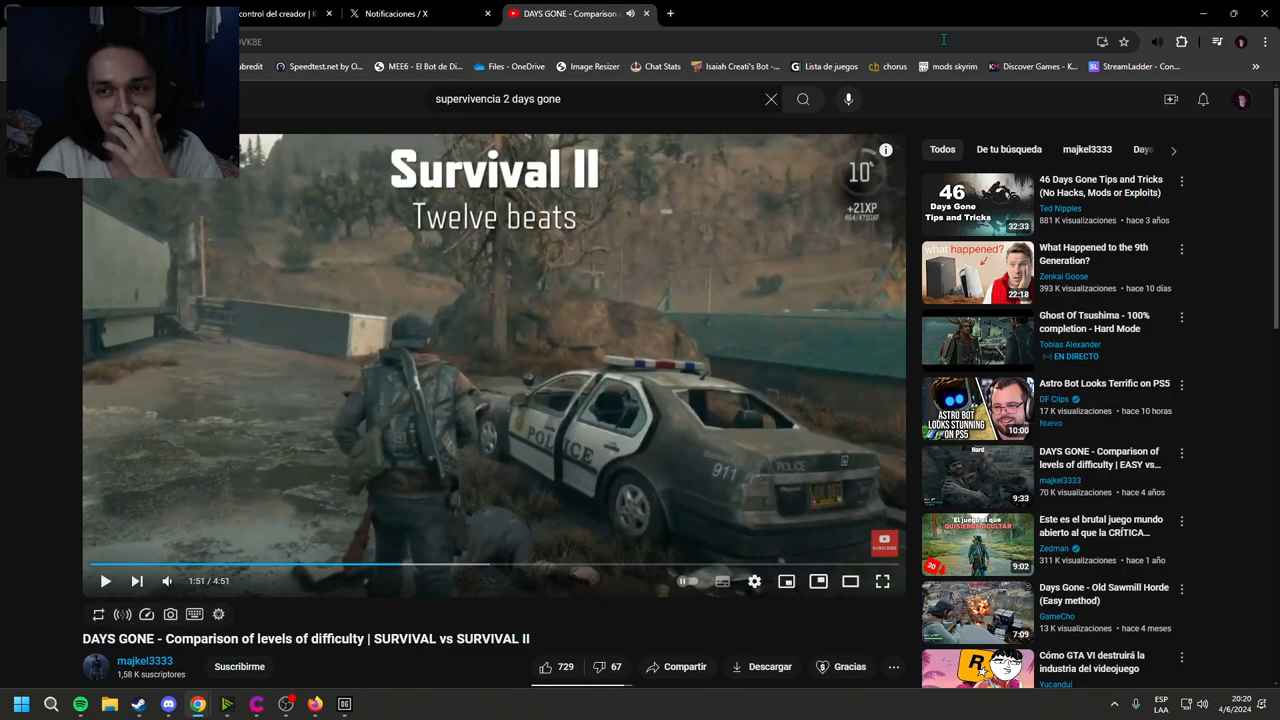 control del creador | K
Notificaciones / X
DAYS GONE - Comparison o
DVK8E
ubredit
Speedtest.net by O...
MEE6 - El Bot de Di...
Files - OneDrive
Image Resizer
Chat Tools
Isaiah Creati's Bot -...
Lista de juegos
chorus
mods skyrim
Discover Games - K...
StreamLadder - Con...
supervivencia 2 days gone
Survival II
Twelve beats
10
+21XP
POLICE
911
POLICE
SUBSCRIBE
1:51 / 4:51
DAYS GONE - Comparison of levels of difficulty | SURVIVAL vs SURVIVAL II
majkel3333
1,58 K suscriptores
Suscribirme
729
67
Compartir
Descargar
Gracias
Todos
De tu búsqueda
majkel3333
Days
46
Days Gone
Tips and Tricks
32:33
46 Days Gone Tips and Tricks
(No Hacks, Mods or Exploits)
Ted Nipples
881 K visualizaciones • hace 3 años
what happened?
22:18
What Happened to the 9th
Generation?
Zenkai Goose
393 K visualizaciones • hace 10 días
Ghost Of Tsushima - 100%
completion - Hard Mode
Tobias Alexander
EN DIRECTO
ASTRO BOT
LOOKS STUNNING
ON PS5
10:00
Astro Bot Looks Terrific on PS5
DF Clips
17 K visualizaciones • hace 10 horas
Nuevo
Hard
9:33
DAYS GONE - Comparison of
levels of difficulty | EASY vs...
majkel3333
70 K visualizaciones • hace 4 años
El juego al que
QUISIERON OCULTAR
30
9:02
Este es el brutal juego mundo
abierto al que la CRÍTICA...
Zedman
311 K visualizaciones • hace 1 año
7:09
Days Gone - Old Sawmill Horde
(Easy method)
GameCho
13 K visualizaciones • hace 4 meses
Cómo GTA VI destruirá la
industria del videojuego
Yucandui
ESP
LAA
20:20
4/6/2024